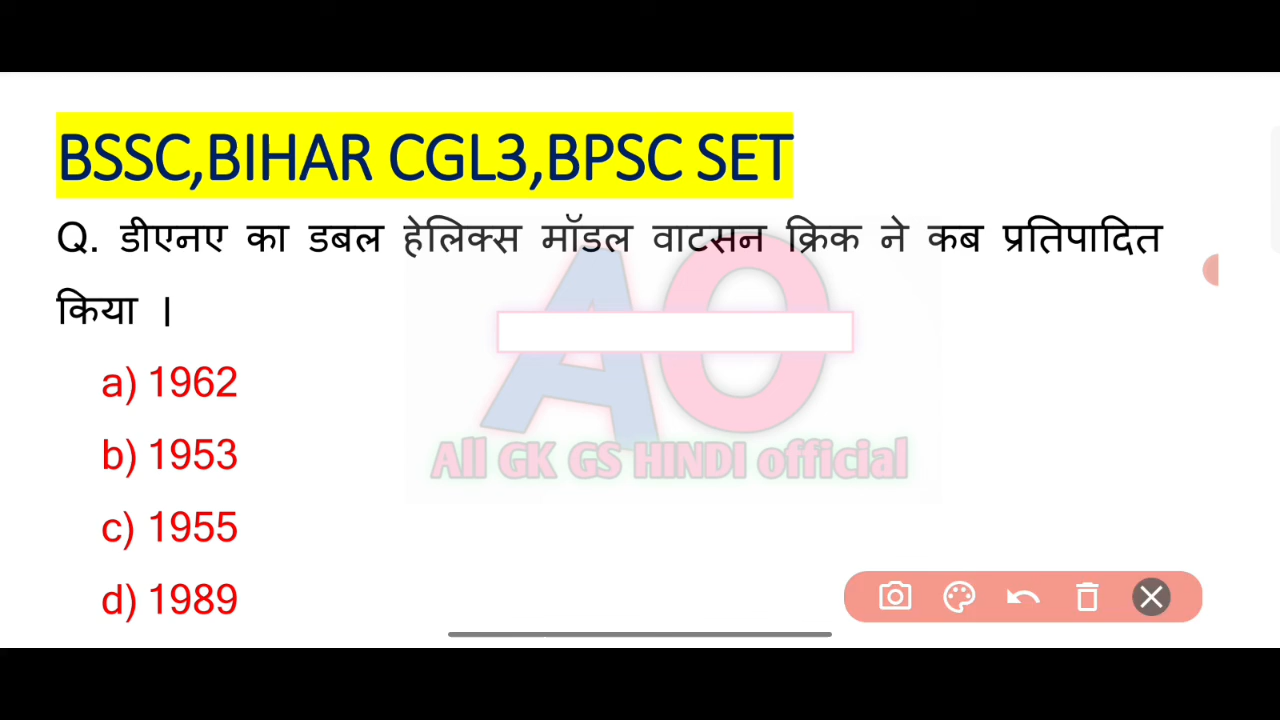 BSSC,BIHAR CGL3,BPSC SET
Q. डीएनए का डबल हेलिक्स मॉडल वाटसन क्रिक ने कब प्रतिपादित
किया ।
a) 1962
b) 1953
c) 1955
d) 1989
AO
All GK GS HINDI official